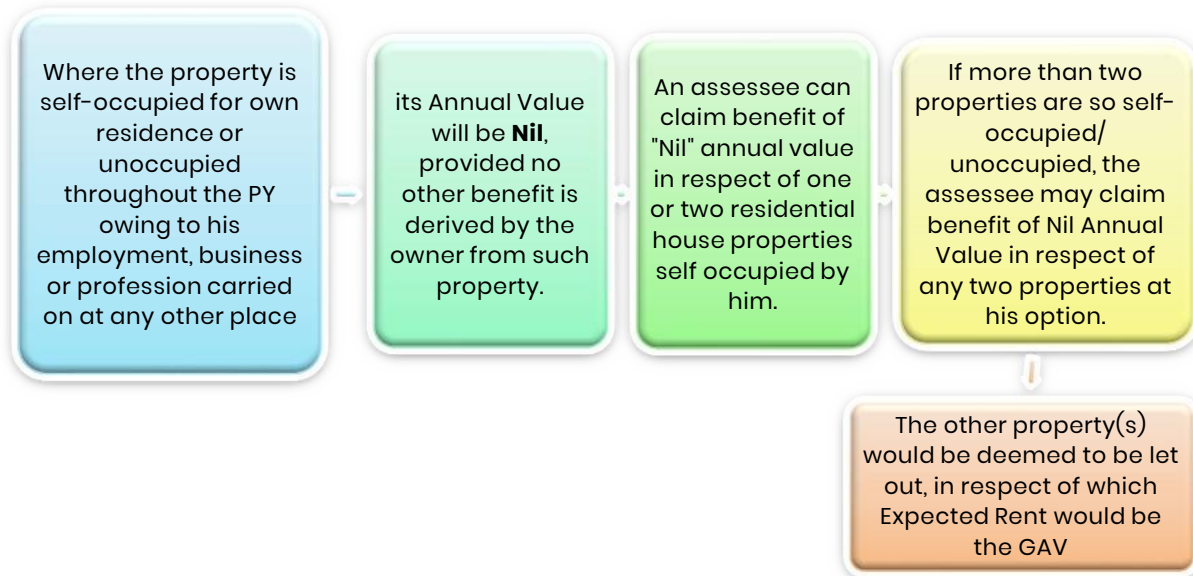 Where the property is
self-occupied for own
residence or
unoccupied
throughout the PY
owing to his
employment, business
or profession carried
on at any other place
its Annual Value
will be Nil,
provided no
other benefit is
derived by the
owner from such
property.
An assessee can
claim benefit of
"Nil" annual value
in respect of one
or two residential
house properties
self occupied by
him.
If more than two
properties are so self-
occupied/
unoccupied, the
assessee may claim
benefit of Nil Annual
Value in respect of
any two properties at
his option.
The other property(s)
would be deemed to be let
out, in respect of which
Expected Rent would be
the GAV